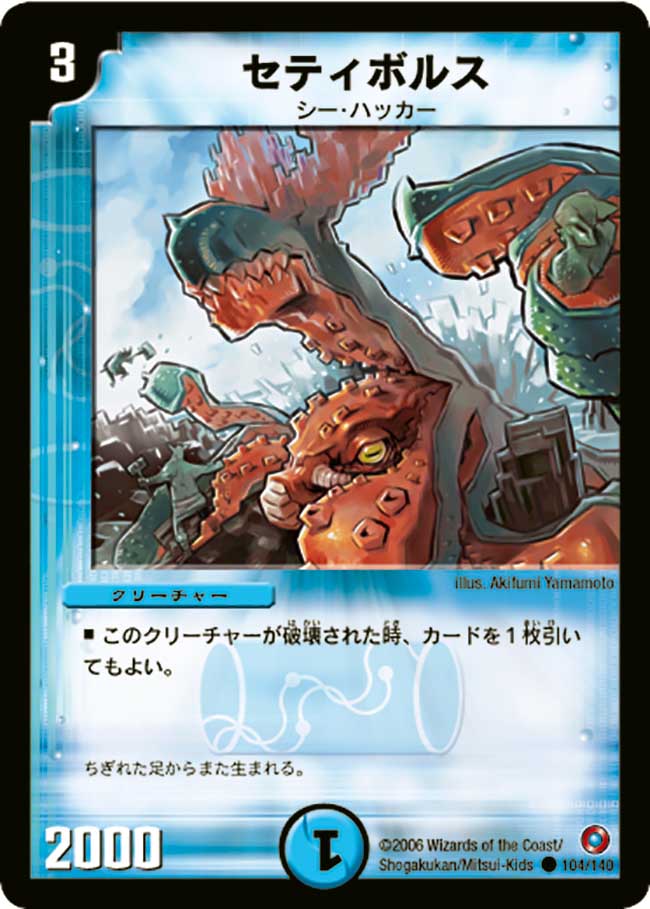 3
セティボルス
シー・ハッカー
illus. Akifumi Yamamoto
クリーチャー
■ このクリーチャーが破壊された時、カードを1枚引い
てもよい。
ちぎれた足からまた生まれる。
2000
1
©2006 Wizards of the Coast/
Shogakukan/Mitsui-Kids ● 104/140